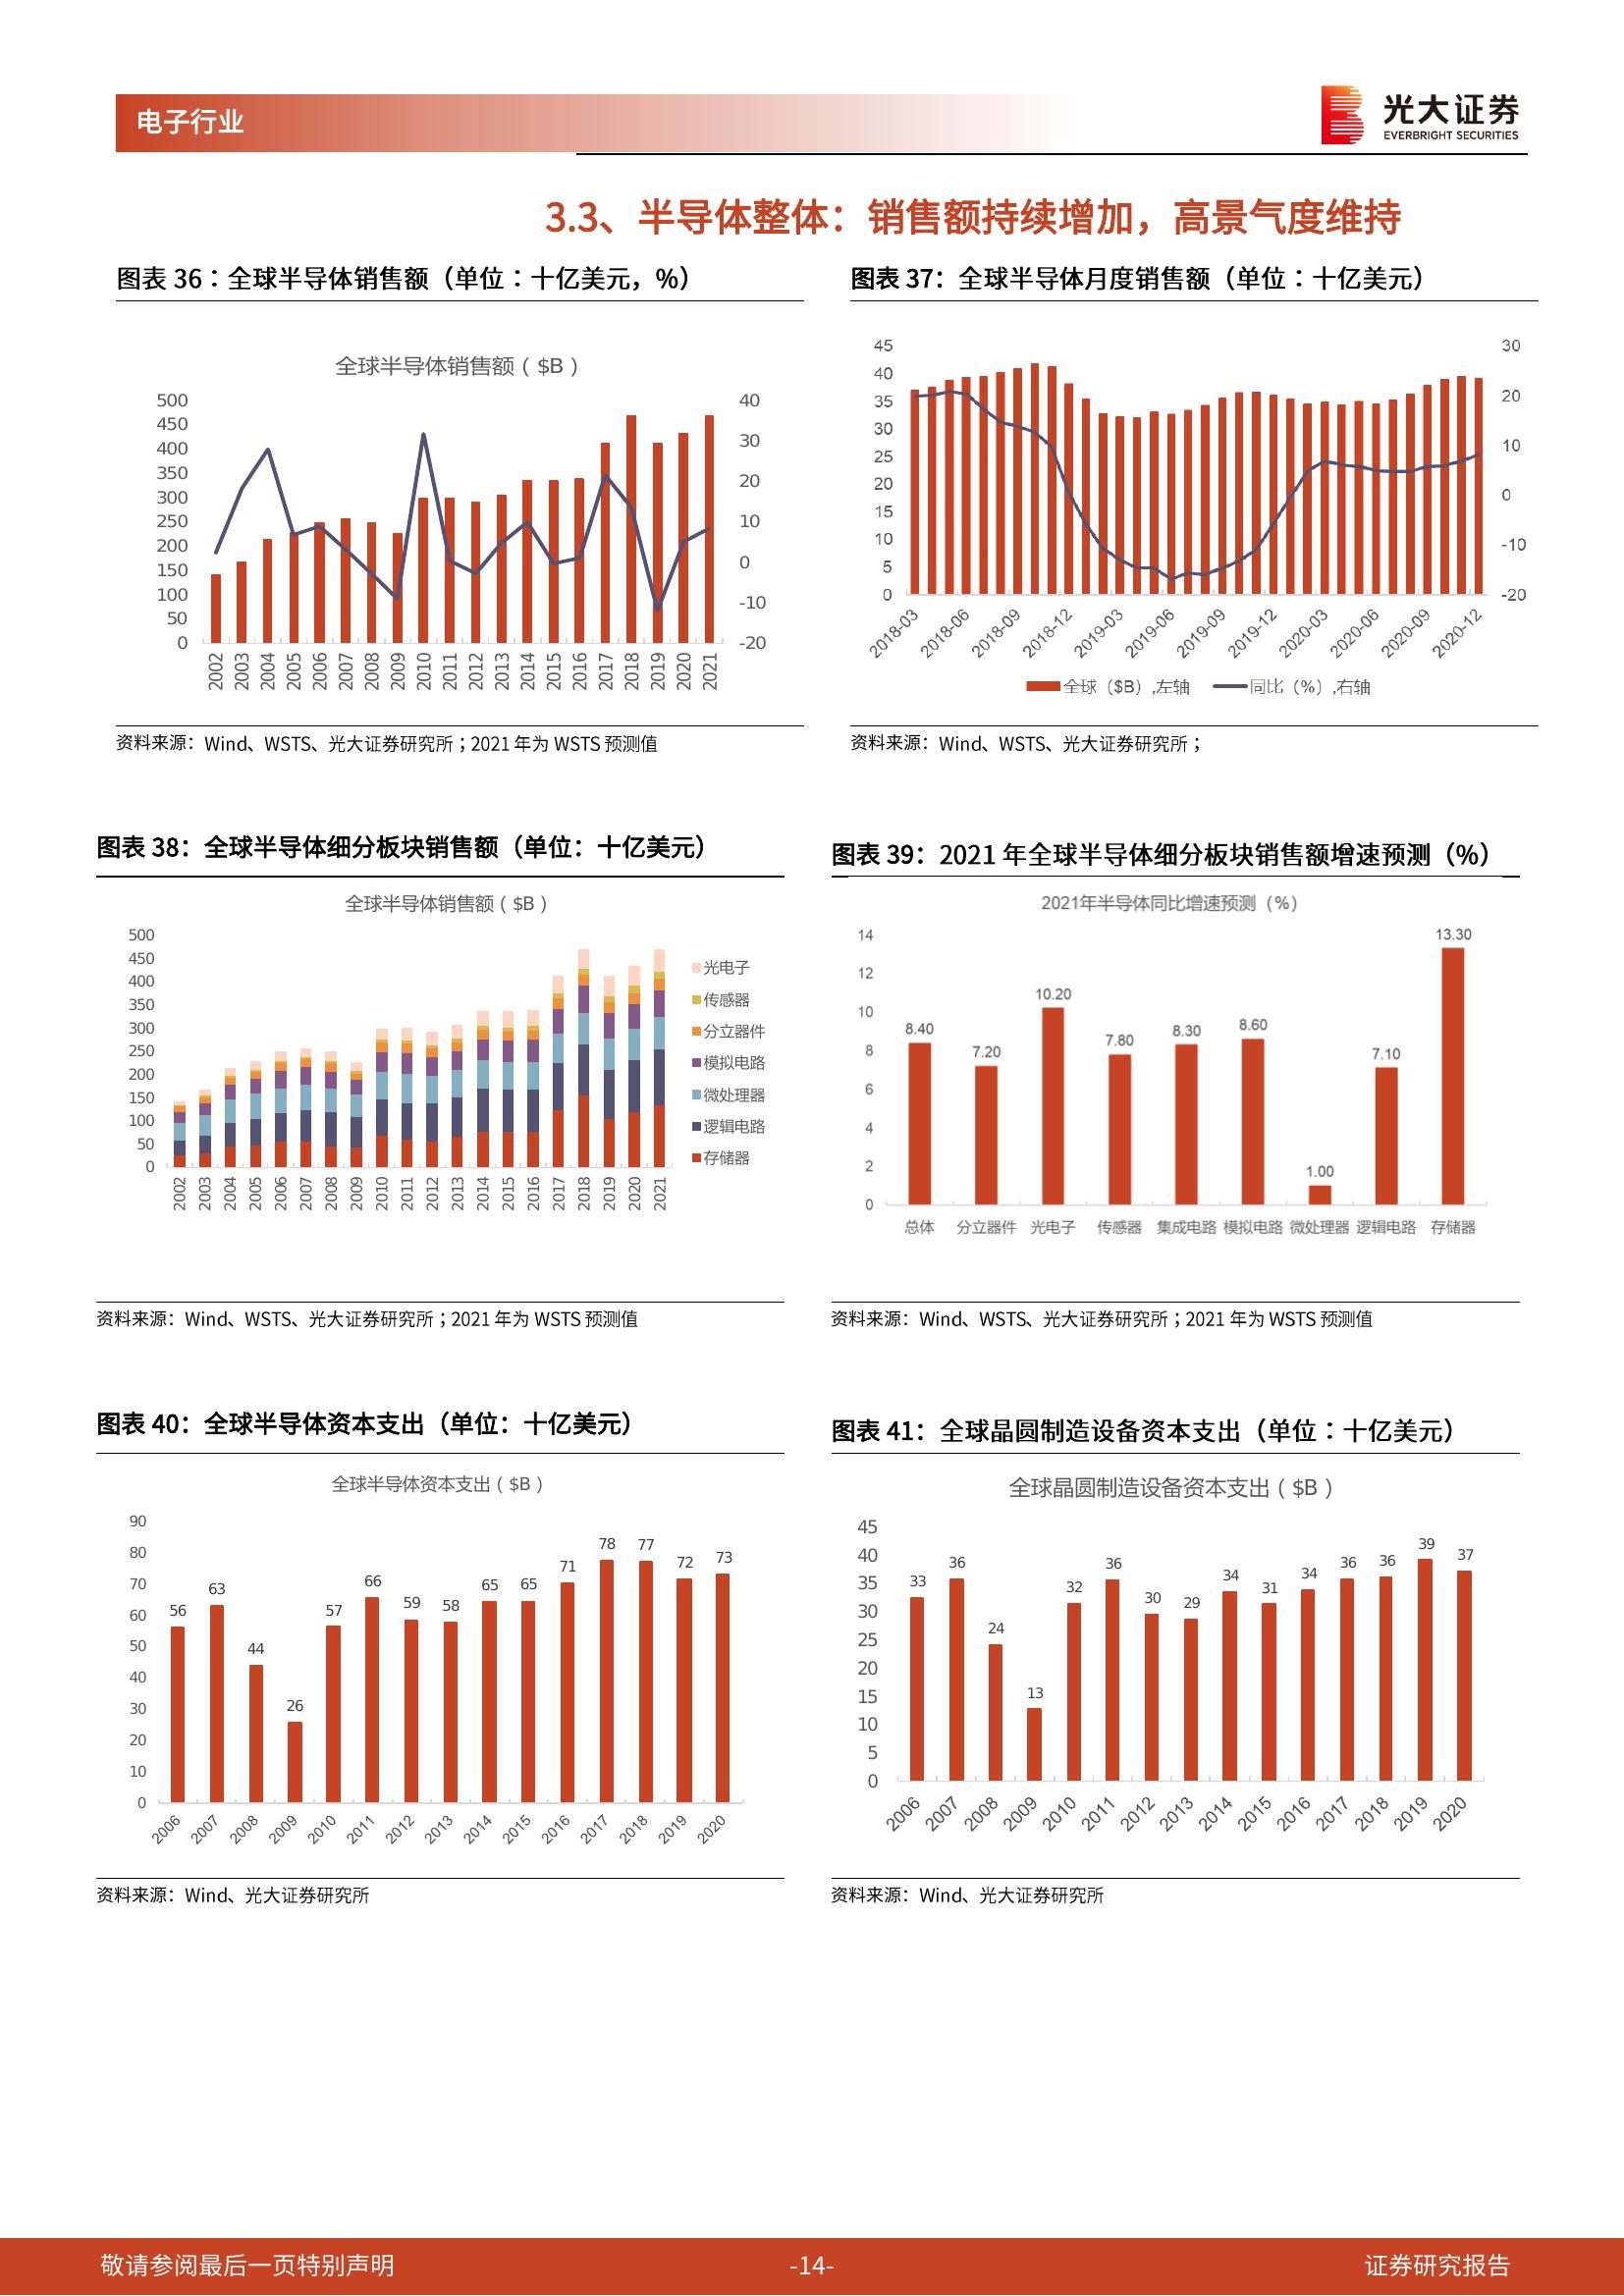 电子行业
光大证券
EVERBRIGHT SECURITIES
3.3、半导体整体：销售额持续增加，高景气度维持
图表 36：全球半导体销售额（单位：十亿美元，%）
全球半导体销售额（$B）
500
450
400
350
300
250
200
150
100
50
0
40
30
20
10
0
-10
-20
2002 2003 2004 2005 2006 2007 2008 2009 2010 2011 2012 2013 2014 2015 2016 2017 2018 2019 2020 2021
资料来源：Wind、WSTS、光大证券研究所；2021 年为 WSTS 预测值
图表 37：全球半导体月度销售额（单位：十亿美元）
45
40
35
30
25
20
15
10
5
0
30
20
10
0
-10
-20
2018-03 2018-06 2018-09 2018-12 2019-03 2019-06 2019-09 2019-12 2020-03 2020-06 2020-09 2020-12
全球（$B）,左轴 同比（%）,右轴
资料来源：Wind、WSTS、光大证券研究所；
图表 38：全球半导体细分板块销售额（单位：十亿美元）
全球半导体销售额（$B）
500
450
400
350
300
250
200
150
100
50
0
2002 2003 2004 2005 2006 2007 2008 2009 2010 2011 2012 2013 2014 2015 2016 2017 2018 2019 2020 2021
光电子
传感器
分立器件
模拟电路
微处理器
逻辑电路
存储器
资料来源：Wind、WSTS、光大证券研究所；2021 年为 WSTS 预测值
图表 39：2021 年全球半导体细分板块销售额增速预测（%）
2021年半导体同比增速预测（%）
14
12
10
8
6
4
2
0
8.40 7.20 10.20 7.80 8.30 8.60 1.00 7.10 13.30
总体 分立器件 光电子 传感器 集成电路 模拟电路 微处理器 逻辑电路 存储器
资料来源：Wind、WSTS、光大证券研究所；2021 年为 WSTS 预测值
图表 40：全球半导体资本支出（单位：十亿美元）
全球半导体资本支出（$B）
90
80
70
60
50
40
30
20
10
0
56 63 44 26 57 66 59 58 65 65 71 78 77 72 73
2006 2007 2008 2009 2010 2011 2012 2013 2014 2015 2016 2017 2018 2019 2020
资料来源：Wind、光大证券研究所
图表 41：全球晶圆制造设备资本支出（单位：十亿美元）
全球晶圆制造设备资本支出（$B）
45
40
35
30
25
20
15
10
5
0
33 36 24 13 32 36 30 29 34 31 34 36 36 39 37
2006 2007 2008 2009 2010 2011 2012 2013 2014 2015 2016 2017 2018 2019 2020
资料来源：Wind、光大证券研究所
敬请参阅最后一页特别声明
-14-
证券研究报告